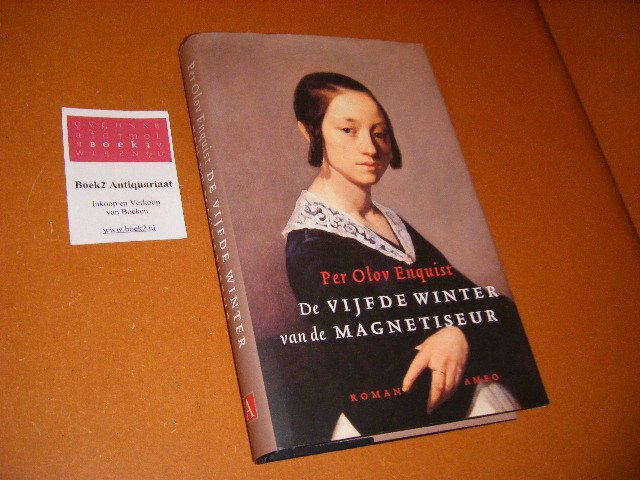 BOEK2
Boek2 Antiquariaat
Inkoop en Verkoop
van Boeken
www.boek2.nl
Per Olov Enquist DE VIJFDE WINTER
Per Olov Enquist
De VIJFDE WINTER
van de MAGNETISEUR
ROMAN AMBO
A